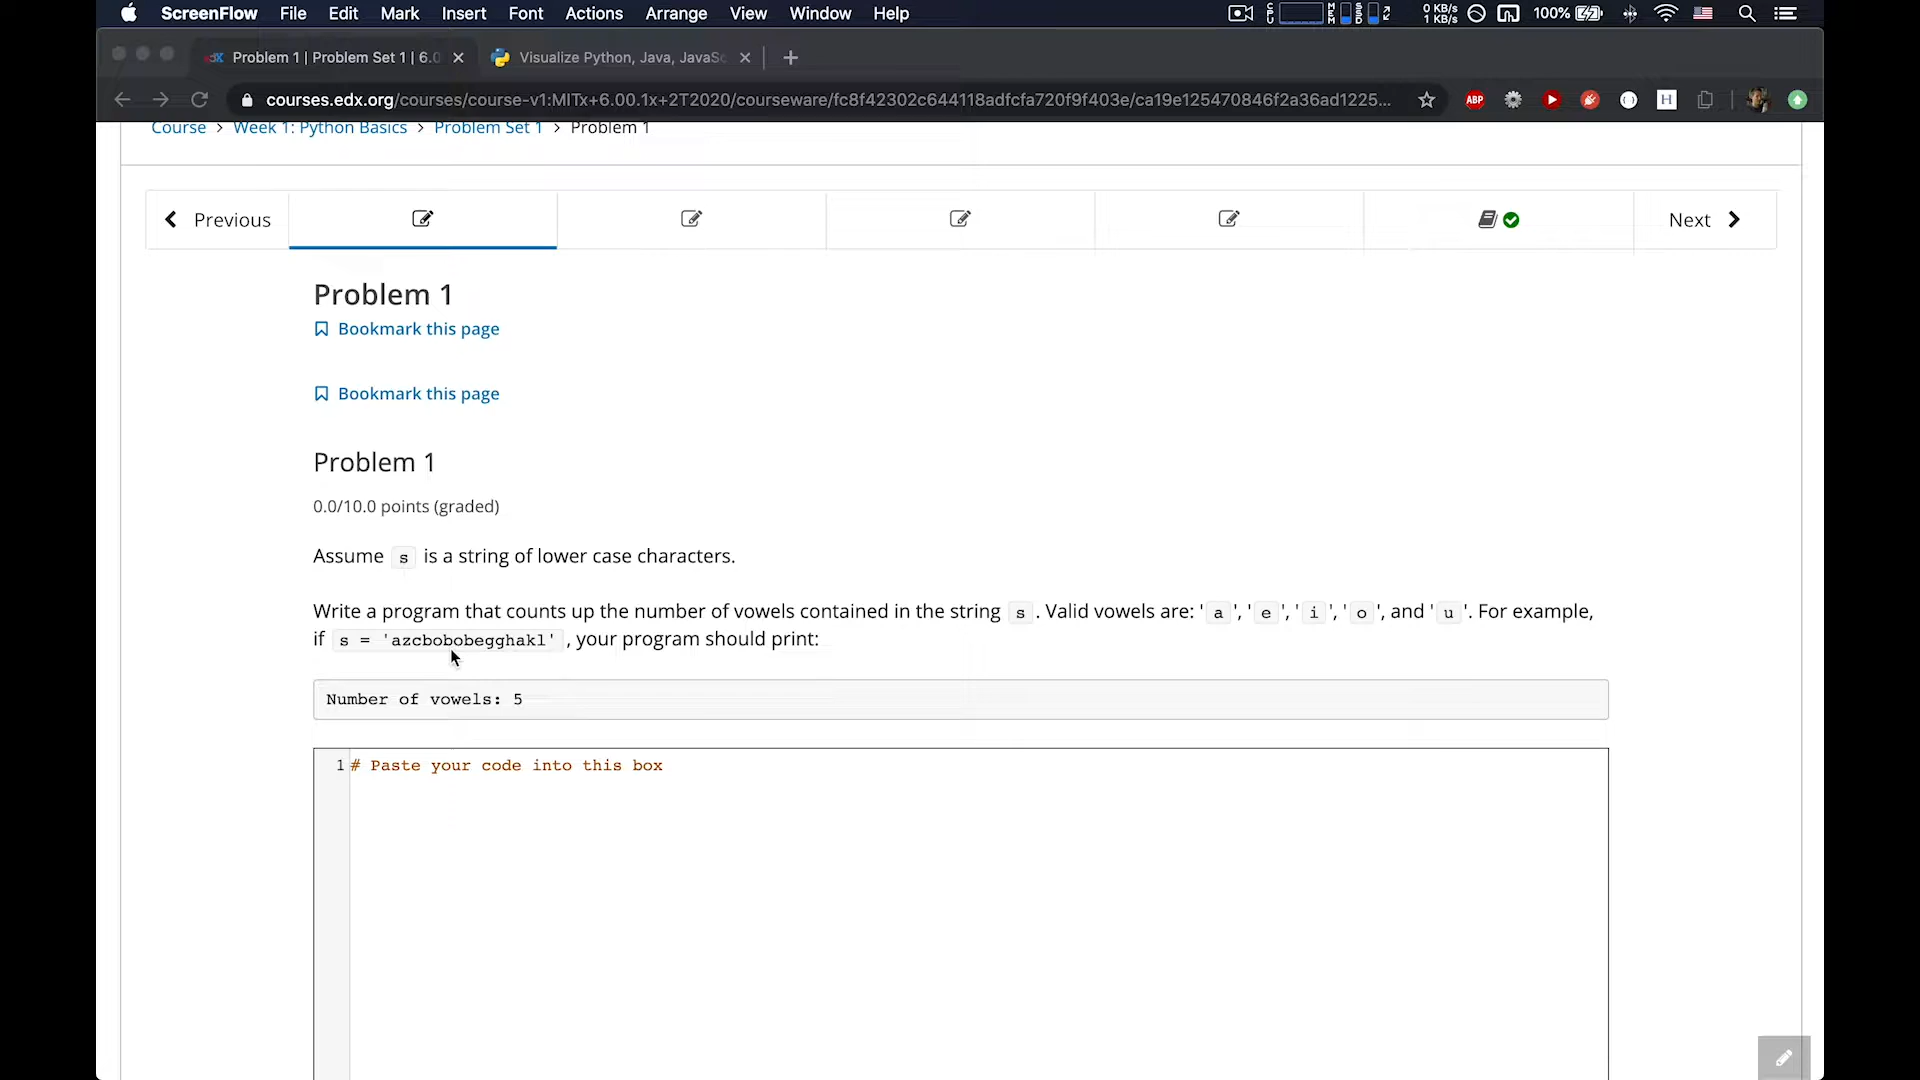 ScreenFlow File Edit Mark Insert Font Actions Arrange View Window Help 0 KB/s 1 KB/s 100%
Problem 1 | Problem Set 1 | 6.0 Visualize Python, Java, JavaSc
courses.edx.org/courses/course-v1:MITx+6.00.1x+2T2020/courseware/fc8f42302c644118adfcfa720f9f403e/ca19e125470846f2a36ad1225... ABP H
Course > Week 1: Python Basics > Problem Set 1 > Problem 1
Previous Next
Problem 1
Bookmark this page
Bookmark this page
Problem 1
0.0/10.0 points (graded)
Assume s is a string of lower case characters.
Write a program that counts up the number of vowels contained in the string s. Valid vowels are: 'a', 'e', 'i', 'o', and 'u'. For example,
if s = 'azcbobobegghakl', your program should print:
Number of vowels: 5
1 # Paste your code into this box